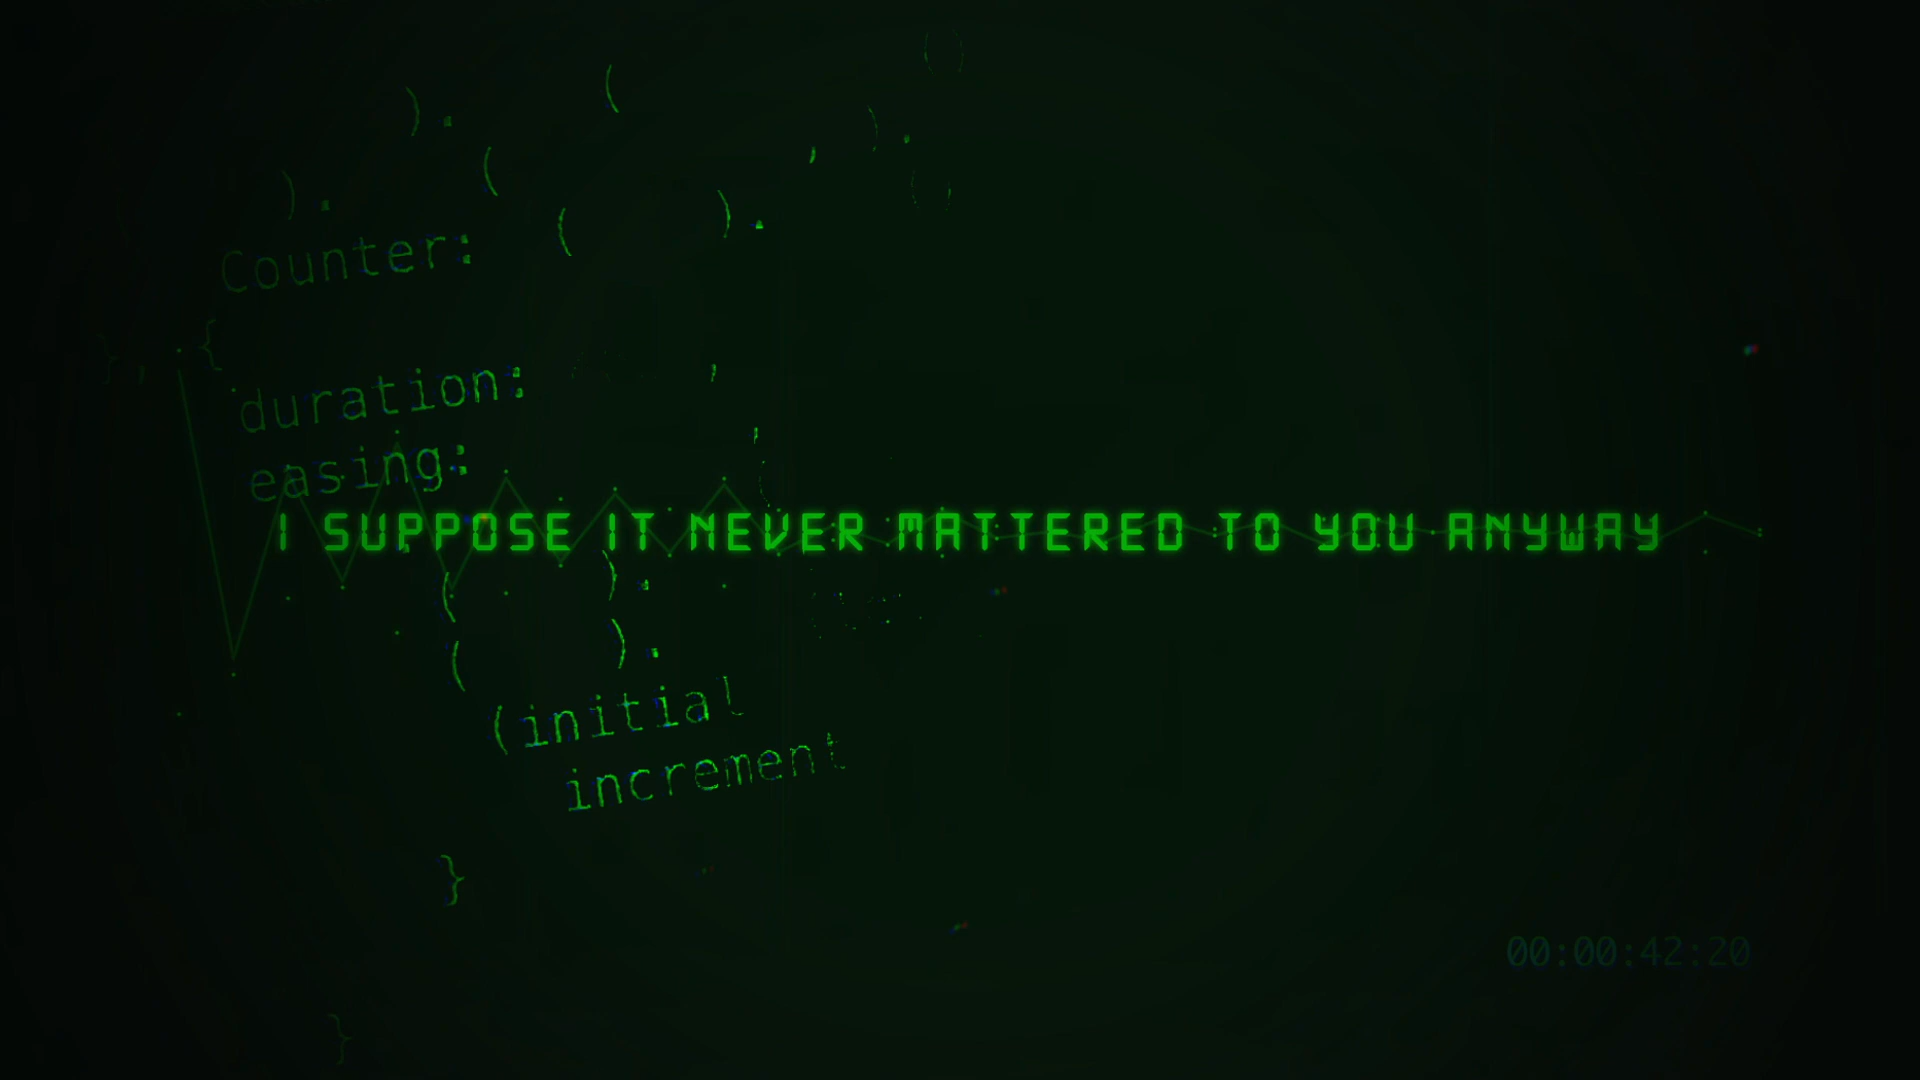 ( )
) . (
, ) .
) . ( ( )
( ) .
Counter:
{
} ,
duration: ,
easing: ,
I SUPPOSE IT NEVER MATTERED TO YOU ANYWAY
( ) .
( ) .
(initial
increment
}
00:00:42:20
}